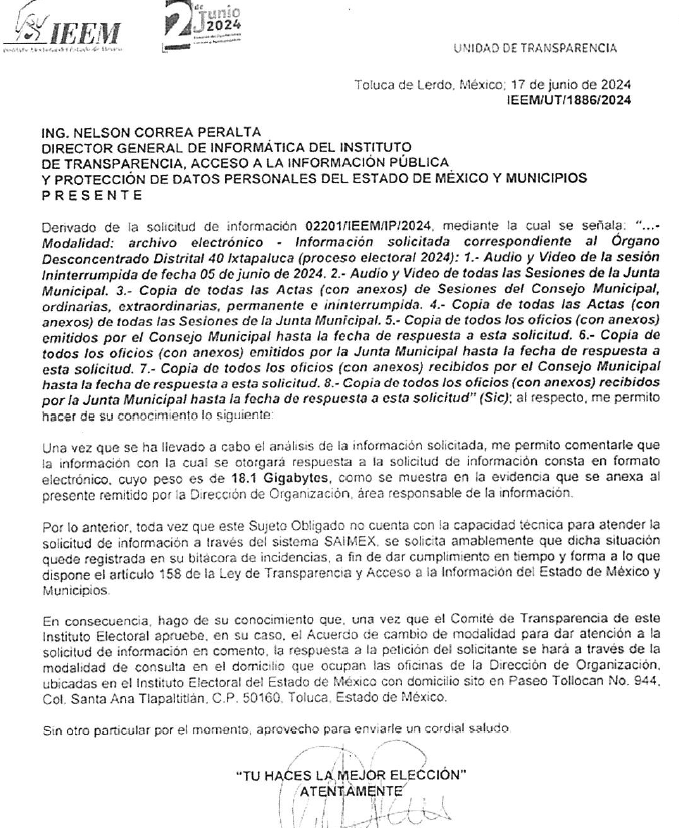 IEEM
Instituto Electoral del Estado de México
2 de Junio 2024
UNIDAD DE TRANSPARENCIA
Toluca de Lerdo, México; 17 de junio de 2024
IEEM/UT/1886/2024
ING. NELSON CORREA PERALTA
DIRECTOR GENERAL DE INFORMÁTICA DEL INSTITUTO
DE TRANSPARENCIA, ACCESO A LA INFORMACIÓN PÚBLICA
Y PROTECCIÓN DE DATOS PERSONALES DEL ESTADO DE MÉXICO Y MUNICIPIOS
P R E S E N T E
Derivado de la solicitud de información 02201/IEEM/IP/2024, mediante la cual se señala: “...-
Modalidad: archivo electrónico - Información solicitada correspondiente al Órgano
Desconcentrado Distrital 40 Ixtapaluca (proceso electoral 2024): 1.- Audio y Video de la sesión
Ininterrumpida de fecha 05 de junio de 2024. 2.- Audio y Video de todas las Sesiones de la Junta
Municipal. 3.- Copia de todas las Actas (con anexos) de Sesiones del Consejo Municipal,
ordinarias, extraordinarias, permanente e ininterrumpida. 4.- Copia de todas las Actas (con
anexos) de todas las Sesiones de la Junta Municipal. 5.- Copia de todos los oficios (con anexos)
emitidos por el Consejo Municipal hasta la fecha de respuesta a esta solicitud. 6.- Copia de
todos los oficios (con anexos) emitidos por la Junta Municipal hasta la fecha de respuesta a
esta solicitud. 7.- Copia de todos los oficios (con anexos) recibidos por el Consejo Municipal
hasta la fecha de respuesta a esta solicitud. 8.- Copia de todos los oficios (con anexos) recibidos
por la Junta Municipal hasta la fecha de respuesta a esta solicitud” (Sic); al respecto, me permito
hacer de su conocimiento lo siguiente:
Una vez que se ha llevado a cabo el análisis de la información solicitada, me permito comentarle que
la información con la cual se otorgará respuesta a la solicitud de información consta en formato
electrónico, cuyo peso es de 18.1 Gigabytes, como se muestra en la evidencia que se anexa al
presente remitido por la Dirección de Organización, área responsable de la información.
Por lo anterior, toda vez que este Sujeto Obligado no cuenta con la capacidad técnica para atender la
solicitud de información a través del sistema SAIMEX, se solicita amablemente que dicha situación
quede registrada en su bitácora de incidencias, a fin de dar cumplimiento en tiempo y forma a lo que
dispone el artículo 158 de la Ley de Transparencia y Acceso a la Información del Estado de México y
Municipios.
En consecuencia, hago de su conocimiento que, una vez que el Comité de Transparencia de este
Instituto Electoral apruebe, en su caso, el Acuerdo de cambio de modalidad para dar atención a la
solicitud de información en comento, la respuesta a la petición del solicitante se hará a través de la
modalidad de consulta en el domicilio que ocupan las oficinas de la Dirección de Organización,
ubicadas en el Instituto Electoral del Estado de México con domicilio sito en Paseo Tollocan No. 944,
Col. Santa Ana Tlapaltitlán, C.P. 50160, Toluca, Estado de México.
Sin otro particular por el momento, aprovecho para enviarle un cordial saludo.
“TU HACES LA MEJOR ELECCIÓN”
ATENTAMENTE